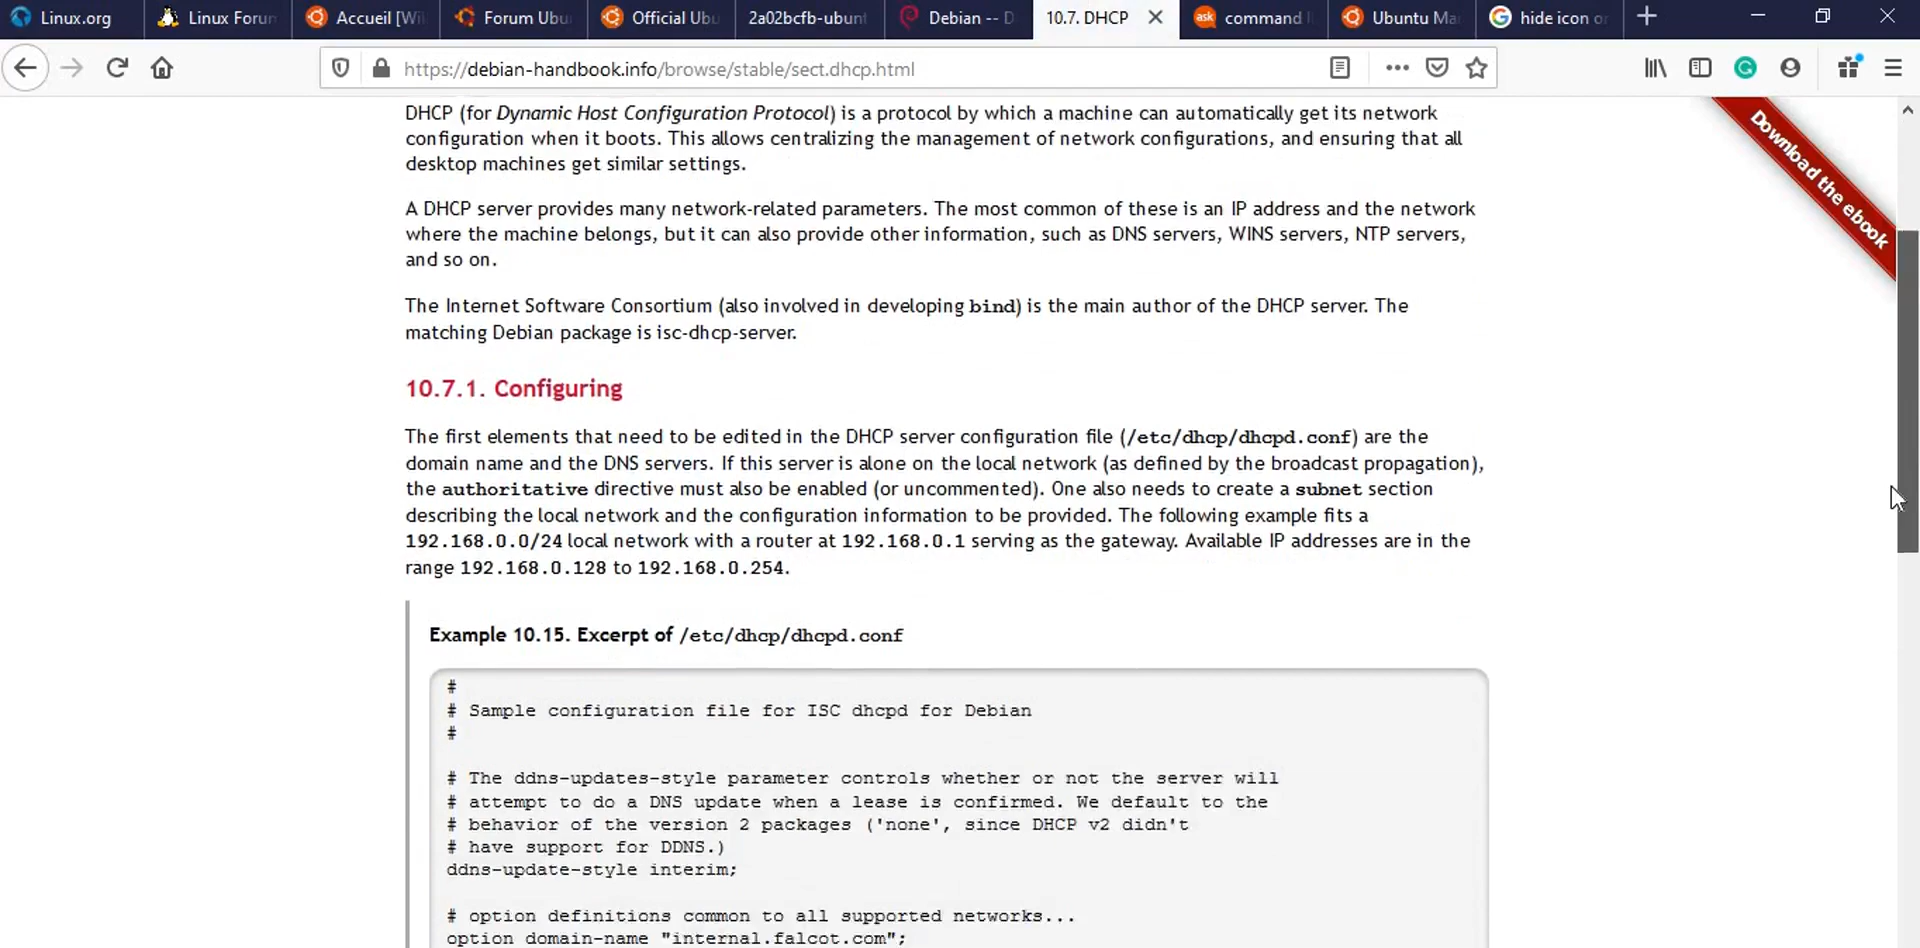 Linux.org
Linux Forum
Accueil [Wi
Forum Ubu
Official Ubu
2a02bcfb-ubunt
Debian -- D
10.7. DHCP
ask
command l
Ubuntu Ma
hide icon o
https://debian-handbook.info/browse/stable/sect.dhcp.html
Download the ebook
DHCP (for Dynamic Host Configuration Protocol) is a protocol by which a machine can automatically get its network
configuration when it boots. This allows centralizing the management of network configurations, and ensuring that all
desktop machines get similar settings.
A DHCP server provides many network-related parameters. The most common of these is an IP address and the network
where the machine belongs, but it can also provide other information, such as DNS servers, WINS servers, NTP servers,
and so on.
The Internet Software Consortium (also involved in developing bind) is the main author of the DHCP server. The
matching Debian package is isc-dhcp-server.
10.7.1. Configuring
The first elements that need to be edited in the DHCP server configuration file (/etc/dhcp/dhcpd.conf) are the
domain name and the DNS servers. If this server is alone on the local network (as defined by the broadcast propagation),
the authoritative directive must also be enabled (or uncommented). One also needs to create a subnet section
describing the local network and the configuration information to be provided. The following example fits a
192.168.0.0/24 local network with a router at 192.168.0.1 serving as the gateway. Available IP addresses are in the
range 192.168.0.128 to 192.168.0.254.
Example 10.15. Excerpt of /etc/dhcp/dhcpd.conf
#
# Sample configuration file for ISC dhcpd for Debian
#
# The ddns-updates-style parameter controls whether or not the server will
# attempt to do a DNS update when a lease is confirmed. We default to the
# behavior of the version 2 packages ('none', since DHCP v2 didn't
# have support for DDNS.)
ddns-update-style interim;
# option definitions common to all supported networks...
option domain-name "internal.falcot.com";